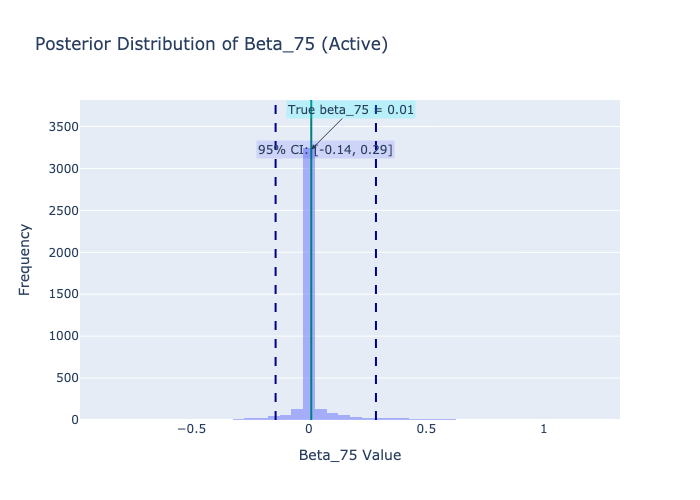 Posterior Distribution of Beta_75 (Active)
True beta_75 = 0.01
95% CI: [-0.14, 0.29]
3500
3000
2500
2000
1500
1000
500
0
Frequency
−0.5
0
0.5
1
Beta_75 Value